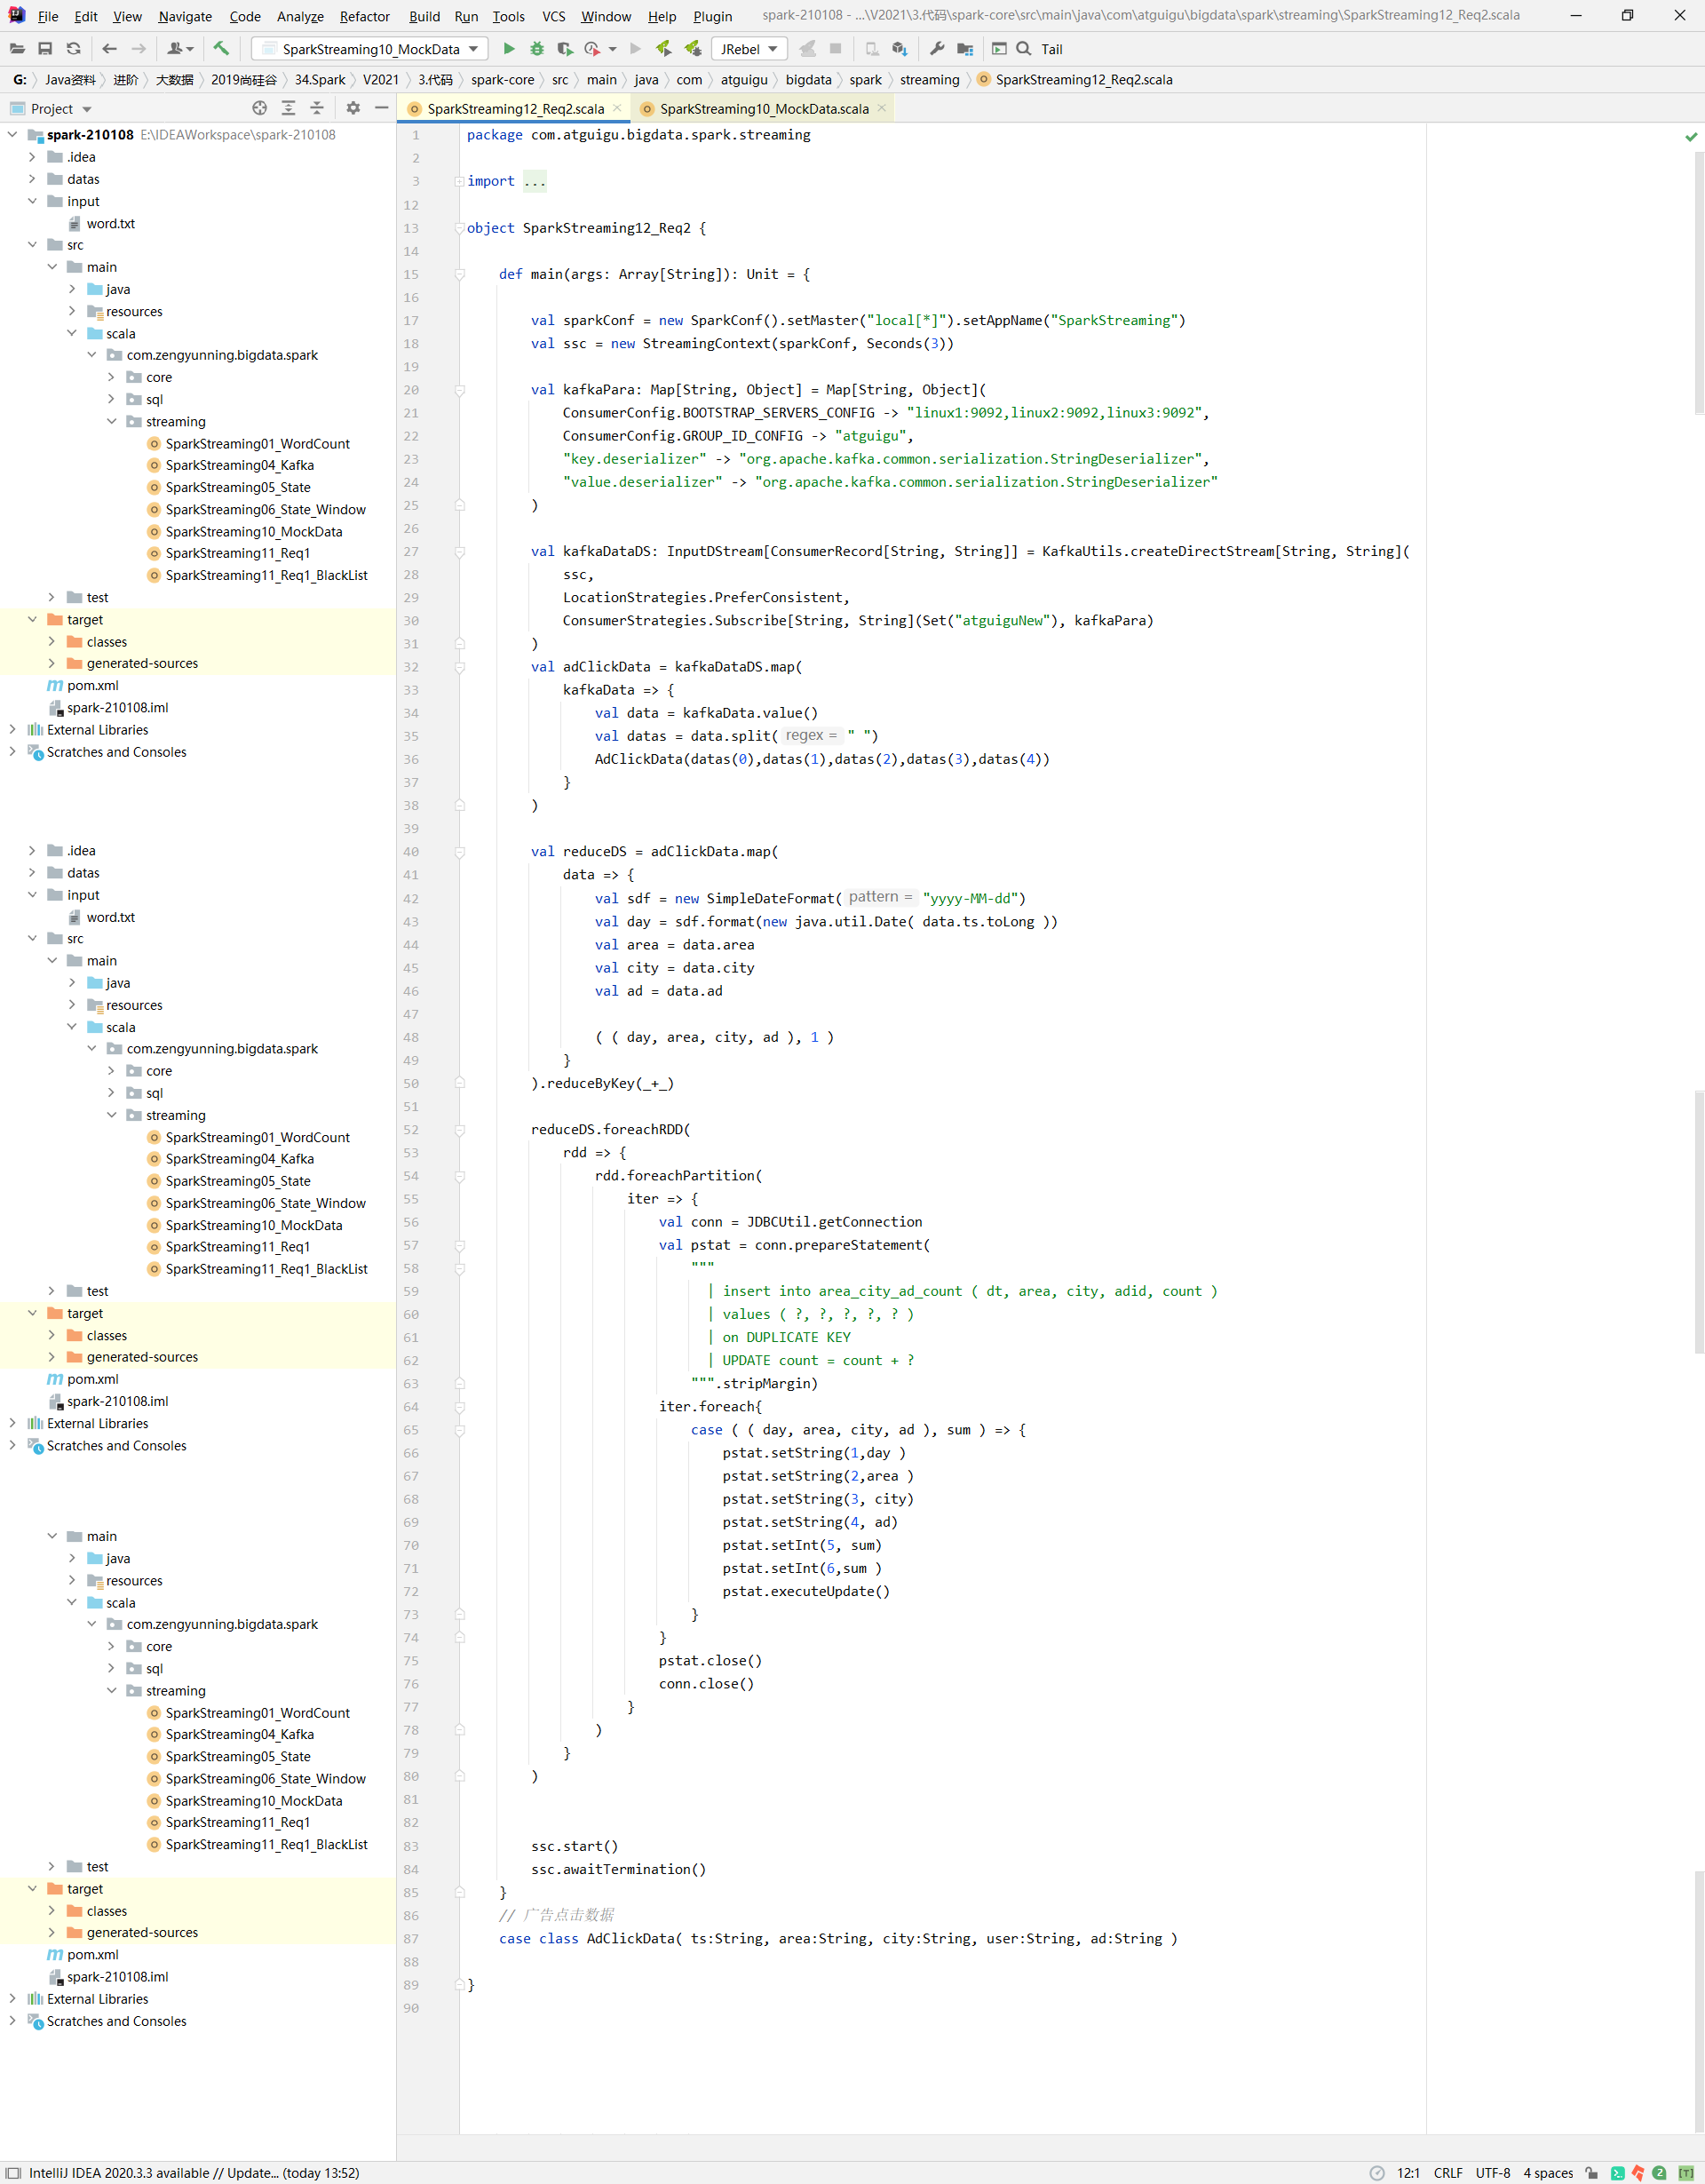 File Edit View Navigate Code Analyze Refactor Build Run Tools VCS Window Help Plugin spark-210108 - ...\V2021\3.代码\spark-core\src\main\java\com\atguigu\bigdata\spark\streaming\SparkStreaming12_Req2.scala
SparkStreaming10_MockData JRebel Tail
G: Java资料 进阶 大数据 2019尚硅谷 34.Spark V2021 3.代码 spark-core src main java com atguigu bigdata spark streaming SparkStreaming12_Req2.scala
Project
spark-210108 E:\IDEAWorkspace\spark-210108
.idea
datas
input
word.txt
src
main
java
resources
scala
com.zengyunning.bigdata.spark
core
sql
streaming
SparkStreaming01_WordCount
SparkStreaming04_Kafka
SparkStreaming05_State
SparkStreaming06_State_Window
SparkStreaming10_MockData
SparkStreaming11_Req1
SparkStreaming11_Req1_BlackList
test
target
classes
generated-sources
pom.xml
spark-210108.iml
External Libraries
Scratches and Consoles
.idea
datas
input
word.txt
src
main
java
resources
scala
com.zengyunning.bigdata.spark
core
sql
streaming
SparkStreaming01_WordCount
SparkStreaming04_Kafka
SparkStreaming05_State
SparkStreaming06_State_Window
SparkStreaming10_MockData
SparkStreaming11_Req1
SparkStreaming11_Req1_BlackList
test
target
classes
generated-sources
pom.xml
spark-210108.iml
External Libraries
Scratches and Consoles
main
java
resources
scala
com.zengyunning.bigdata.spark
core
sql
streaming
SparkStreaming01_WordCount
SparkStreaming04_Kafka
SparkStreaming05_State
SparkStreaming06_State_Window
SparkStreaming10_MockData
SparkStreaming11_Req1
SparkStreaming11_Req1_BlackList
test
target
classes
generated-sources
pom.xml
spark-210108.iml
External Libraries
Scratches and Consoles
SparkStreaming12_Req2.scala SparkStreaming10_MockData.scala
1 package com.atguigu.bigdata.spark.streaming
2
3 import ...
12
13 object SparkStreaming12_Req2 {
14
15 def main(args: Array[String]): Unit = {
16
17 val sparkConf = new SparkConf().setMaster("local[*]").setAppName("SparkStreaming")
18 val ssc = new StreamingContext(sparkConf, Seconds(3))
19
20 val kafkaPara: Map[String, Object] = Map[String, Object](
21 ConsumerConfig.BOOTSTRAP_SERVERS_CONFIG -> "linux1:9092,linux2:9092,linux3:9092",
22 ConsumerConfig.GROUP_ID_CONFIG -> "atguigu",
23 "key.deserializer" -> "org.apache.kafka.common.serialization.StringDeserializer",
24 "value.deserializer" -> "org.apache.kafka.common.serialization.StringDeserializer"
25 )
26
27 val kafkaDataDS: InputDStream[ConsumerRecord[String, String]] = KafkaUtils.createDirectStream[String, String](
28 ssc,
29 LocationStrategies.PreferConsistent,
30 ConsumerStrategies.Subscribe[String, String](Set("atguiguNew"), kafkaPara)
31 )
32 val adClickData = kafkaDataDS.map(
33 kafkaData => {
34 val data = kafkaData.value()
35 val datas = data.split( regex = " ")
36 AdClickData(datas(0),datas(1),datas(2),datas(3),datas(4))
37 }
38 )
39
40 val reduceDS = adClickData.map(
41 data => {
42 val sdf = new SimpleDateFormat( pattern = "yyyy-MM-dd")
43 val day = sdf.format(new java.util.Date( data.ts.toLong ))
44 val area = data.area
45 val city = data.city
46 val ad = data.ad
47
48 ( ( day, area, city, ad ), 1 )
49 }
50 ).reduceByKey(_+_)
51
52 reduceDS.foreachRDD(
53 rdd => {
54 rdd.foreachPartition(
55 iter => {
56 val conn = JDBCUtil.getConnection
57 val pstat = conn.prepareStatement(
58 """
59 | insert into area_city_ad_count ( dt, area, city, adid, count )
60 | values ( ?, ?, ?, ?, ? )
61 | on DUPLICATE KEY
62 | UPDATE count = count + ?
63 """.stripMargin)
64 iter.foreach{
65 case ( ( day, area, city, ad ), sum ) => {
66 pstat.setString(1,day )
67 pstat.setString(2,area )
68 pstat.setString(3, city)
69 pstat.setString(4, ad)
70 pstat.setInt(5, sum)
71 pstat.setInt(6,sum )
72 pstat.executeUpdate()
73 }
74 }
75 pstat.close()
76 conn.close()
77 }
78 )
79 }
80 )
81
82
83 ssc.start()
84 ssc.awaitTermination()
85 }
86 // 广告点击数据
87 case class AdClickData( ts:String, area:String, city:String, user:String, ad:String )
88
89 }
90
IntelliJ IDEA 2020.3.3 available // Update... (today 13:52) 12:1 CRLF UTF-8 4 spaces 2 [T]